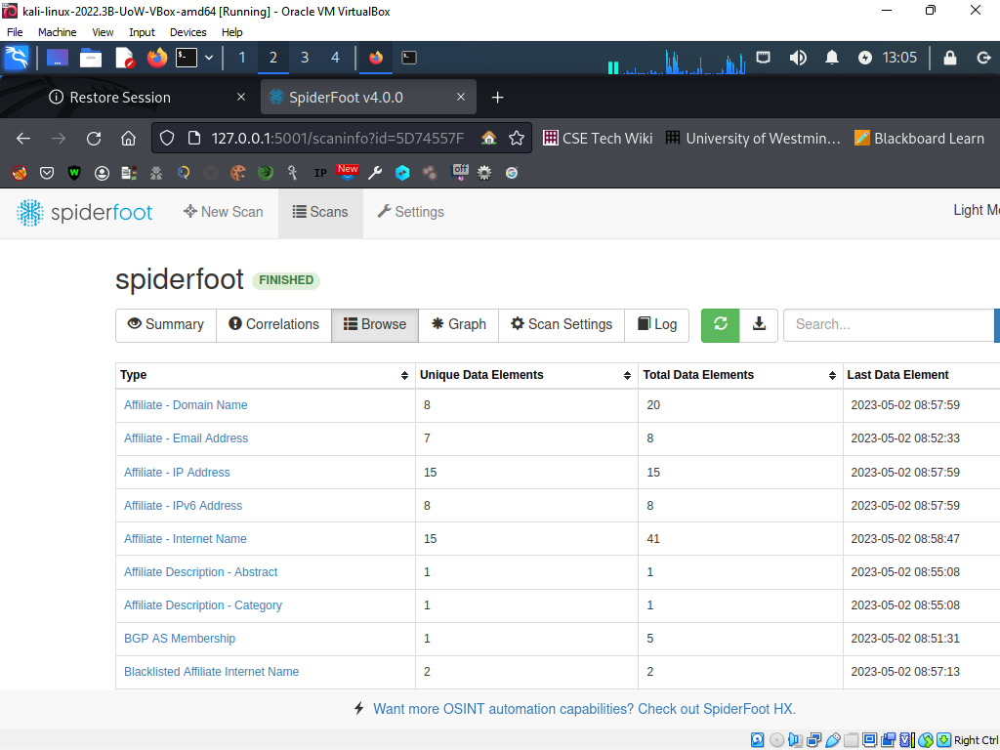 kali-linux-2022.3B-UoW-VBox-amd64 [Running] - Oracle VM VirtualBox
File Machine View Input Devices Help
1 2 3 4 13:05
Restore Session SpiderFoot v4.0.0
127.0.0.1:5001/scaninfo?id=5D74557F CSE Tech Wiki University of Westmin… Blackboard Learn
IP New off
spiderfoot New Scan Scans Settings Light Mo
spiderfoot FINISHED
Summary Correlations Browse Graph Scan Settings Log Search...
Type Unique Data Elements Total Data Elements Last Data Element
Affiliate - Domain Name 8 20 2023-05-02 08:57:59
Affiliate - Email Address 7 8 2023-05-02 08:52:33
Affiliate - IP Address 15 15 2023-05-02 08:57:59
Affiliate - IPv6 Address 8 8 2023-05-02 08:57:59
Affiliate - Internet Name 15 41 2023-05-02 08:58:47
Affiliate Description - Abstract 1 1 2023-05-02 08:55:08
Affiliate Description - Category 1 1 2023-05-02 08:55:08
BGP AS Membership 1 5 2023-05-02 08:51:31
Blacklisted Affiliate Internet Name 2 2 2023-05-02 08:57:13
Want more OSINT automation capabilities? Check out SpiderFoot HX.
Right Ctrl